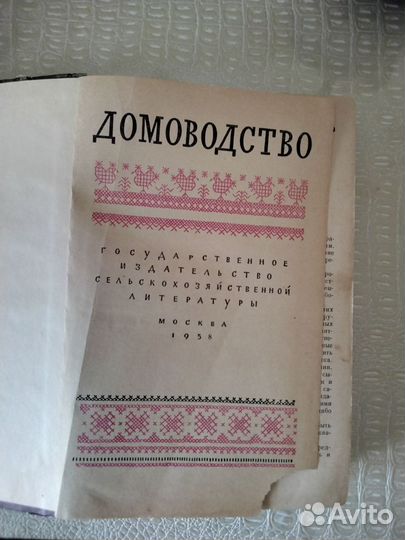 ДОМОВОДСТВО
ГОСУДАРСТВЕННОЕ
ИЗДАТЕЛЬСТВО
СЕЛЬСКОХОЗЯЙСТВЕННОЙ
ЛИТЕРАТУРЫ
МОСКВА
1958
Avito